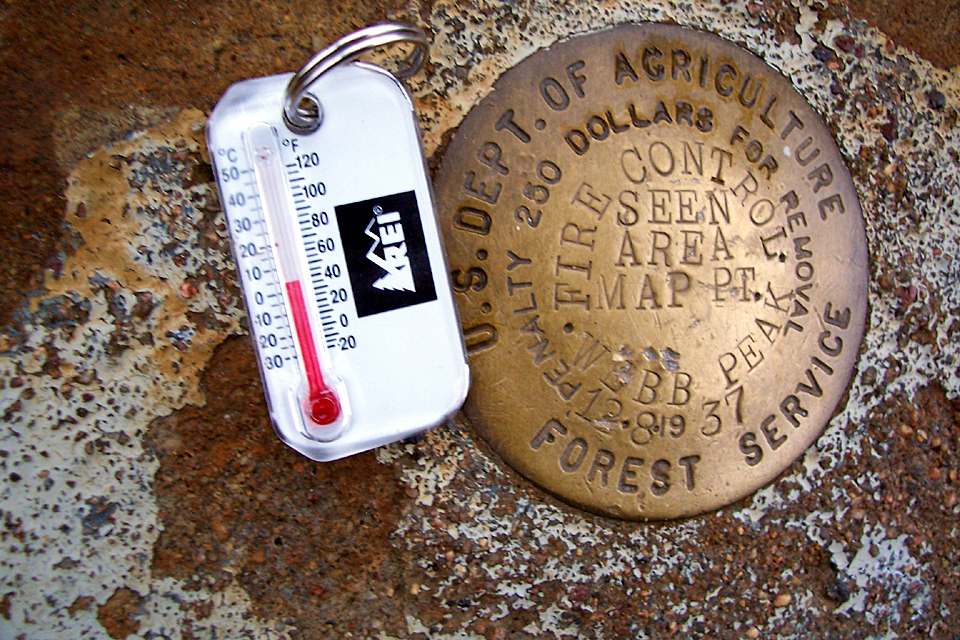 °C
°F
50
40
30
20
10
0
-10
-20
-30
120
100
80
60
40
20
0
-20
REI®
U.S. DEPT. OF AGRICULTURE
FOREST SERVICE
PENALTY 250 DOLLARS FOR REMOVAL
FIRE CONTROL
SEEN
AREA
MAP PT.
WEBB PEAK
12·8·19 37